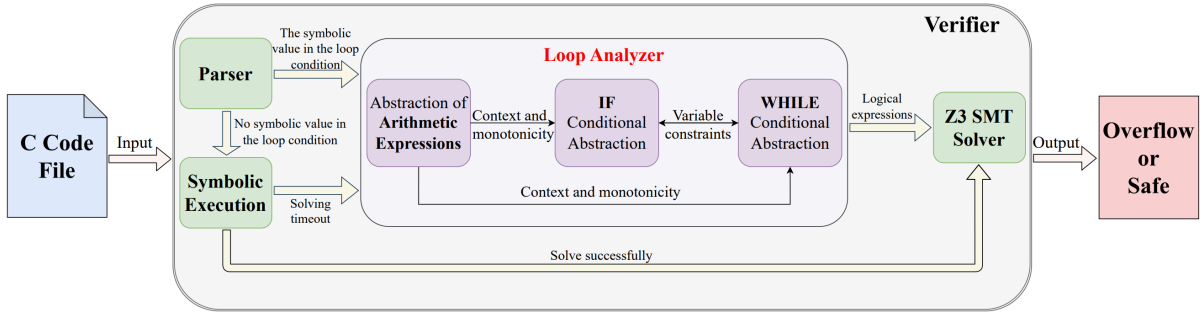 Verifier
C Code
File
Input
Parser
The symbolic
value in the loop
condition
No symbolic value in
the loop condition
Symbolic
Execution
Solving
timeout
Loop Analyzer
Abstraction of
Arithmetic
Expressions
Context and
monotonicity
IF
Conditional
Abstraction
Variable
constraints
WHILE
Conditional
Abstraction
Context and monotonicity
Logical
expressions
Z3 SMT
Solver
Solve successfully
Output
Overflow
or
Safe